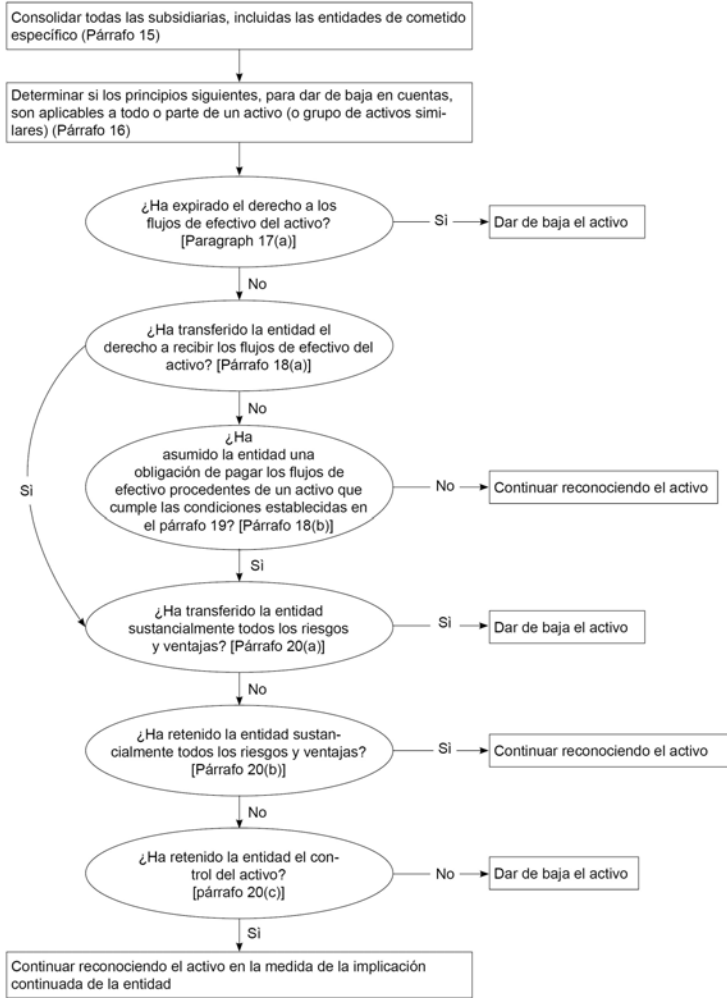 Consolidar todas las subsidiarias, incluidas las entidades de cometido
específico (Párrafo 15)
Determinar si los principios siguientes, para dar de baja en cuentas,
son aplicables a todo o parte de un activo (o grupo de activos simi-
lares) (Párrafo 16)
¿Ha expirado el derecho a los
flujos de efectivo del activo?
[Paragraph 17(a)]
Sì
Dar de baja el activo
No
¿Ha transferido la entidad el
derecho a recibir los flujos de efectivo del
activo? [Párrafo 18(a)]
No
Sì
¿Ha
asumido la entidad una
obligación de pagar los flujos de
efectivo procedentes de un activo que
cumple las condiciones establecidas en
el párrafo 19? [Párrafo 18(b)]
No
Continuar reconociendo el activo
Sì
¿Ha transferido la entidad
sustancialmente todos los riesgos
y ventajas? [Párrafo 20(a)]
Sì
Dar de baja el activo
No
¿Ha retenido la entidad sustan-
cialmente todos los riesgos y ventajas?
[Párrafo 20(b)]
Sì
Continuar reconociendo el activo
No
¿Ha retenido la entidad el con-
trol del activo?
[párrafo 20(c)]
No
Dar de baja el activo
Sì
Continuar reconociendo el activo en la medida de la implicación
continuada de la entidad